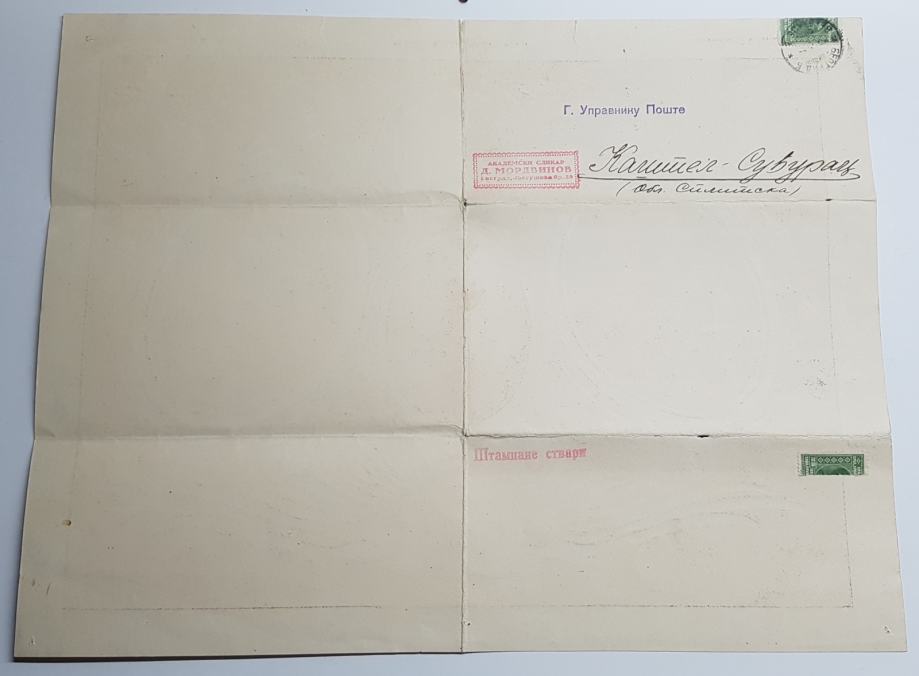 Г. Управнику Поште
АКАДЕМСКИ СЛИКАР
Д. МОРДВИНОВ
Каштел-Сућурац
(Обл. Сплитска)
Штампане ствари